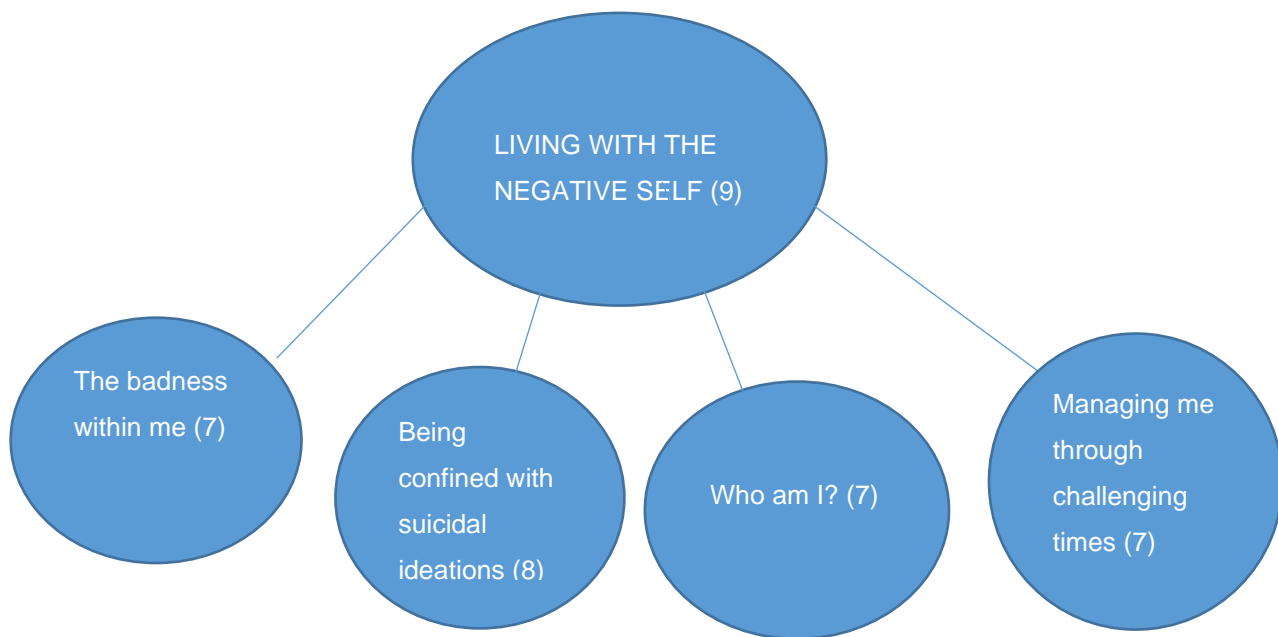 LIVING WITH THE
NEGATIVE SELF (9)
The badness
within me (7)
Being
confined with
suicidal
ideations (8)
Who am I? (7)
Managing me
through
challenging
times (7)